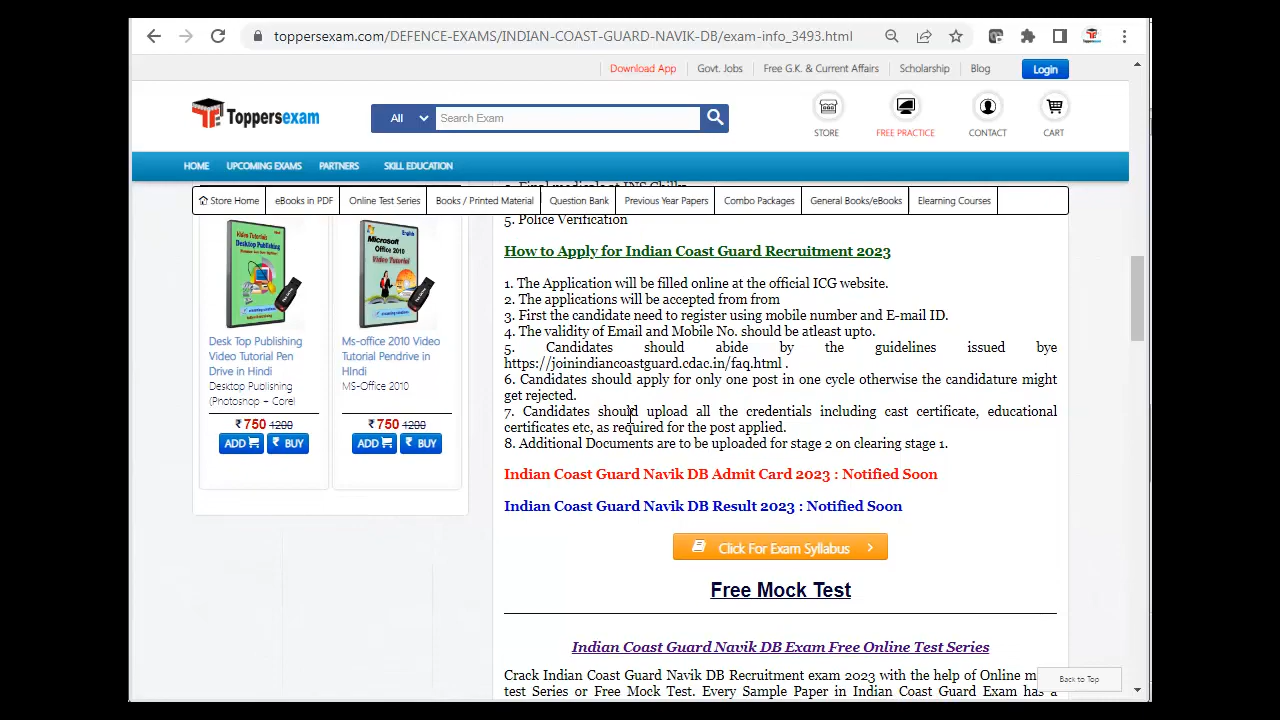 toppersexam.com/DEFENCE-EXAMS/INDIAN-COAST-GUARD-NAVIK-DB/exam-info_3493.html
Download App Govt. Jobs Free G.K. & Current Affairs Scholarship Blog Login
Toppersexam All Search Exam STORE FREE PRACTICE CONTACT CART
HOME UPCOMING EXAMS PARTNERS SKILL EDUCATION
Store Home eBooks in PDF Online Test Series Books / Printed Material Question Bank Previous Year Papers Combo Packages General Books/eBooks Elearning Courses
Video Tutorials
Desktop Publishing
English
Microsoft
Office 2010
Video Tutorial
Desk Top Publishing
Video Tutorial Pen
Drive in Hindi
Desktop Publisning
(Photosnop – Corel
₹ 750 1200
ADD ₹ BUY
Ms-office 2010 Video
Tutorial Pendrive in
HIndi
MS-Office 2010
₹ 750 1200
ADD ₹ BUY
5. Police Verification
How to Apply for Indian Coast Guard Recruitment 2023
1. The Application will be filled online at the official ICG website.
2. The applications will be accepted from from
3. First the candidate need to register using mobile number and E-mail ID.
4. The validity of Email and Mobile No. should be atleast upto.
5. Candidates should abide by the guidelines issued bye
https://joinindiancoastguard.cdac.in/faq.html .
6. Candidates should apply for only one post in one cycle otherwise the candidature might
get rejected.
7. Candidates should upload all the credentials including cast certificate, educational
certificates etc, as required for the post applied.
8. Additional Documents are to be uploaded for stage 2 on clearing stage 1.
Indian Coast Guard Navik DB Admit Card 2023 : Notified Soon
Indian Coast Guard Navik DB Result 2023 : Notified Soon
Click For Exam Syllabus
Free Mock Test
Indian Coast Guard Navik DB Exam Free Online Test Series
Crack Indian Coast Guard Navik DB Recruitment exam 2023 with the help of Online
test Series or Free Mock Test. Every Sample Paper in Indian Coast Guard Exam has a
Back to Top